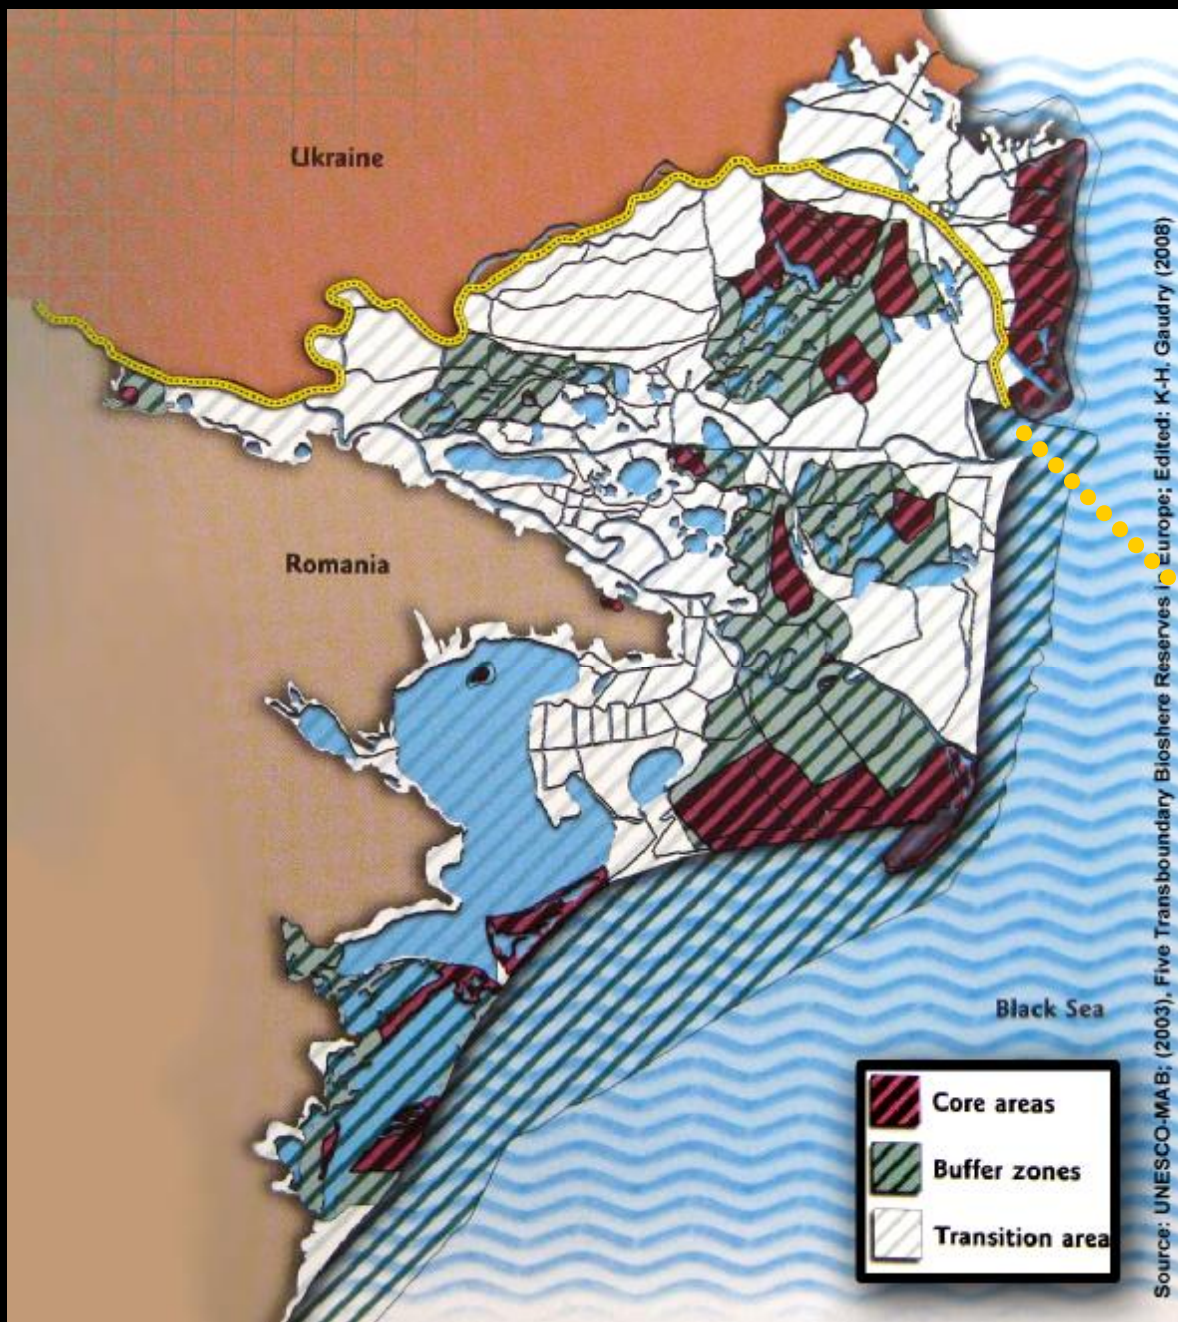 Ukraine
Romania
Black Sea
Core areas
Buffer zones
Transition area
Source: UNESCO-MAB; (2003), Five Transboundary Bioshere Reserves in Europe; Edited: K-H. Gaudry (2008)